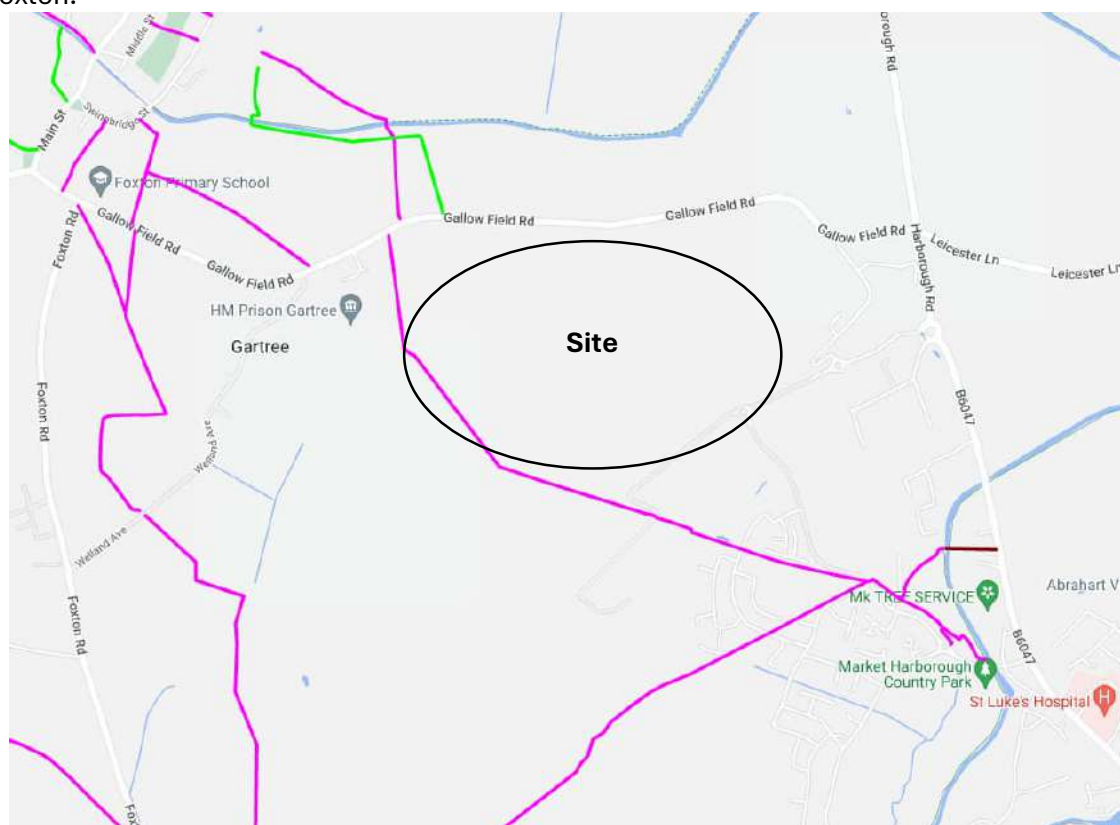 Middle St
Harborough Rd
Swingbridge St
Main St
Foxton Primary School
Gallow Field Rd
Gallow Field Rd
Gallow Field Rd
Leicester Ln
Leicester Ln
Foxton Rd
Gallow Field Rd
Gallow Field Rd
Harborough Rd
HM Prison Gartree
Gartree
Site
Foxton Rd
B6047
Welland Ave
Welland Ave
Mk TREE SERVICE
Abrahart V
Foxton Rd
B6047
Market Harborough
Country Park
St Luke's Hospital